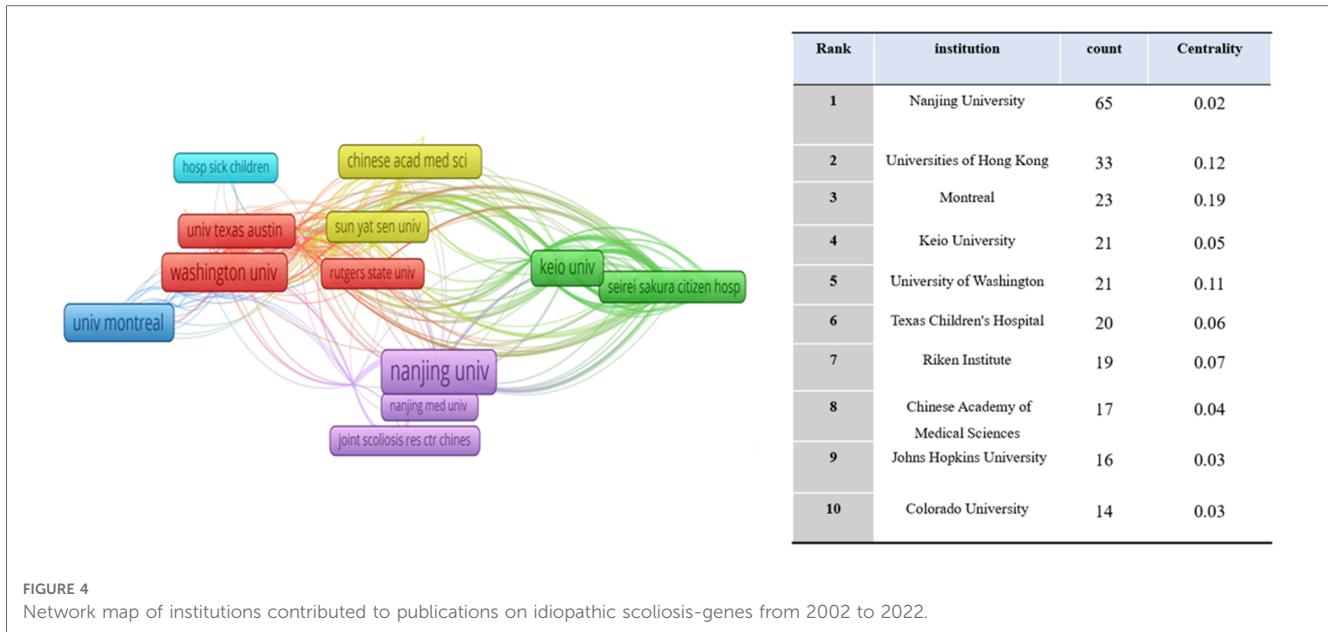 hosp sick children
chinese acad med sci
univ texas austin
sun yat sen univ
washington univ
rutgers state univ
keio univ
seirei sakura citizen hosp
univ montreal
nanjing univ
nanjing med univ
joint scoliosis res ctr chines
Rank institution count Centrality
1 Nanjing University 65 0.02
2 Universities of Hong Kong 33 0.12
3 Montreal 23 0.19
4 Keio University 21 0.05
5 University of Washington 21 0.11
6 Texas Children's Hospital 20 0.06
7 Riken Institute 19 0.07
8 Chinese Academy of 17 0.04
Medical Sciences
9 Johns Hopkins University 16 0.03
10 Colorado University 14 0.03
FIGURE 4
Network map of institutions contributed to publications on idiopathic scoliosis-genes from 2002 to 2022.